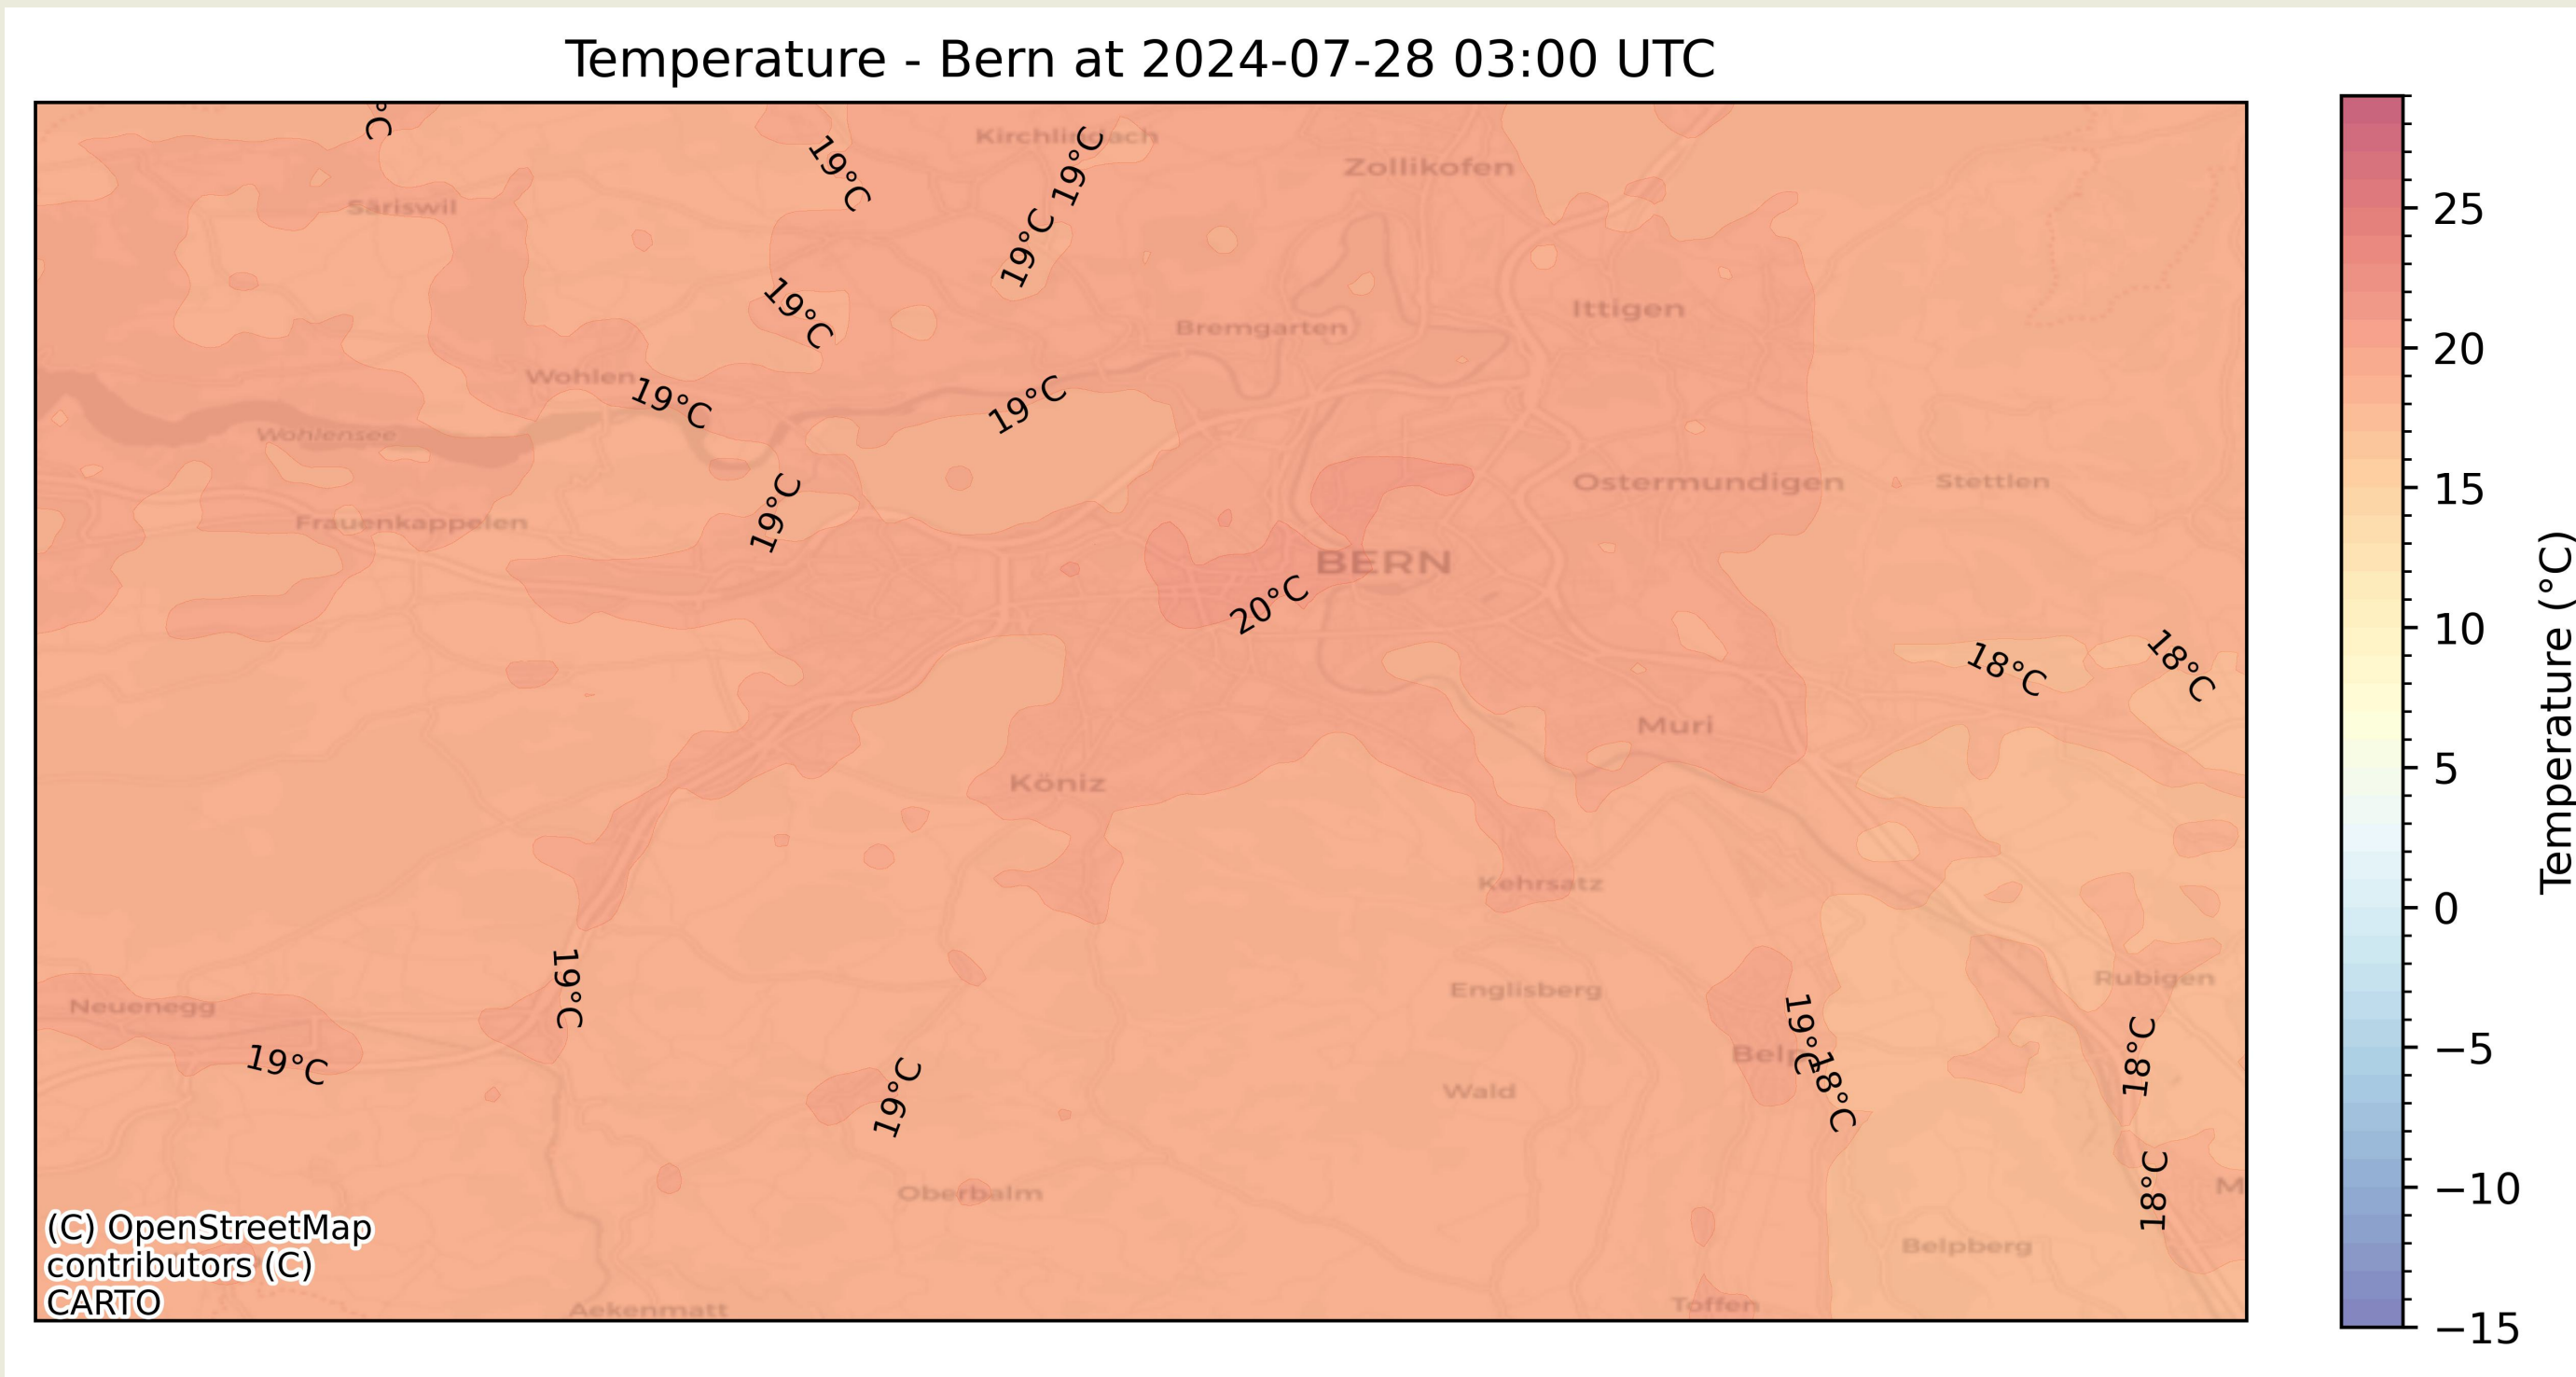 Temperature - Bern at 2024-07-28 03:00 UTC
°C
19°C
Kirchlindach
19°C
Zollikofen
Säriswil
19°C
19°C
Ittigen
Bremgarten
Wohlen
19°C
19°C
Wohlensee
19°C
Frauenkappelen
Ostermundigen
Stettlen
BERN
20°C
18°C
18°C
Muri
Köniz
Kehrsatz
19°C
Neuenegg
19°C
Englisberg
Rubigen
19°C
Belp
18°C
18°C
19°C
Wald
Oberbalm
18°C
M
Belpberg
Toffen
Aekenmatt
(C) OpenStreetMap
contributors (C)
CARTO
25
20
15
10
5
0
−5
−10
−15
Temperature (°C)